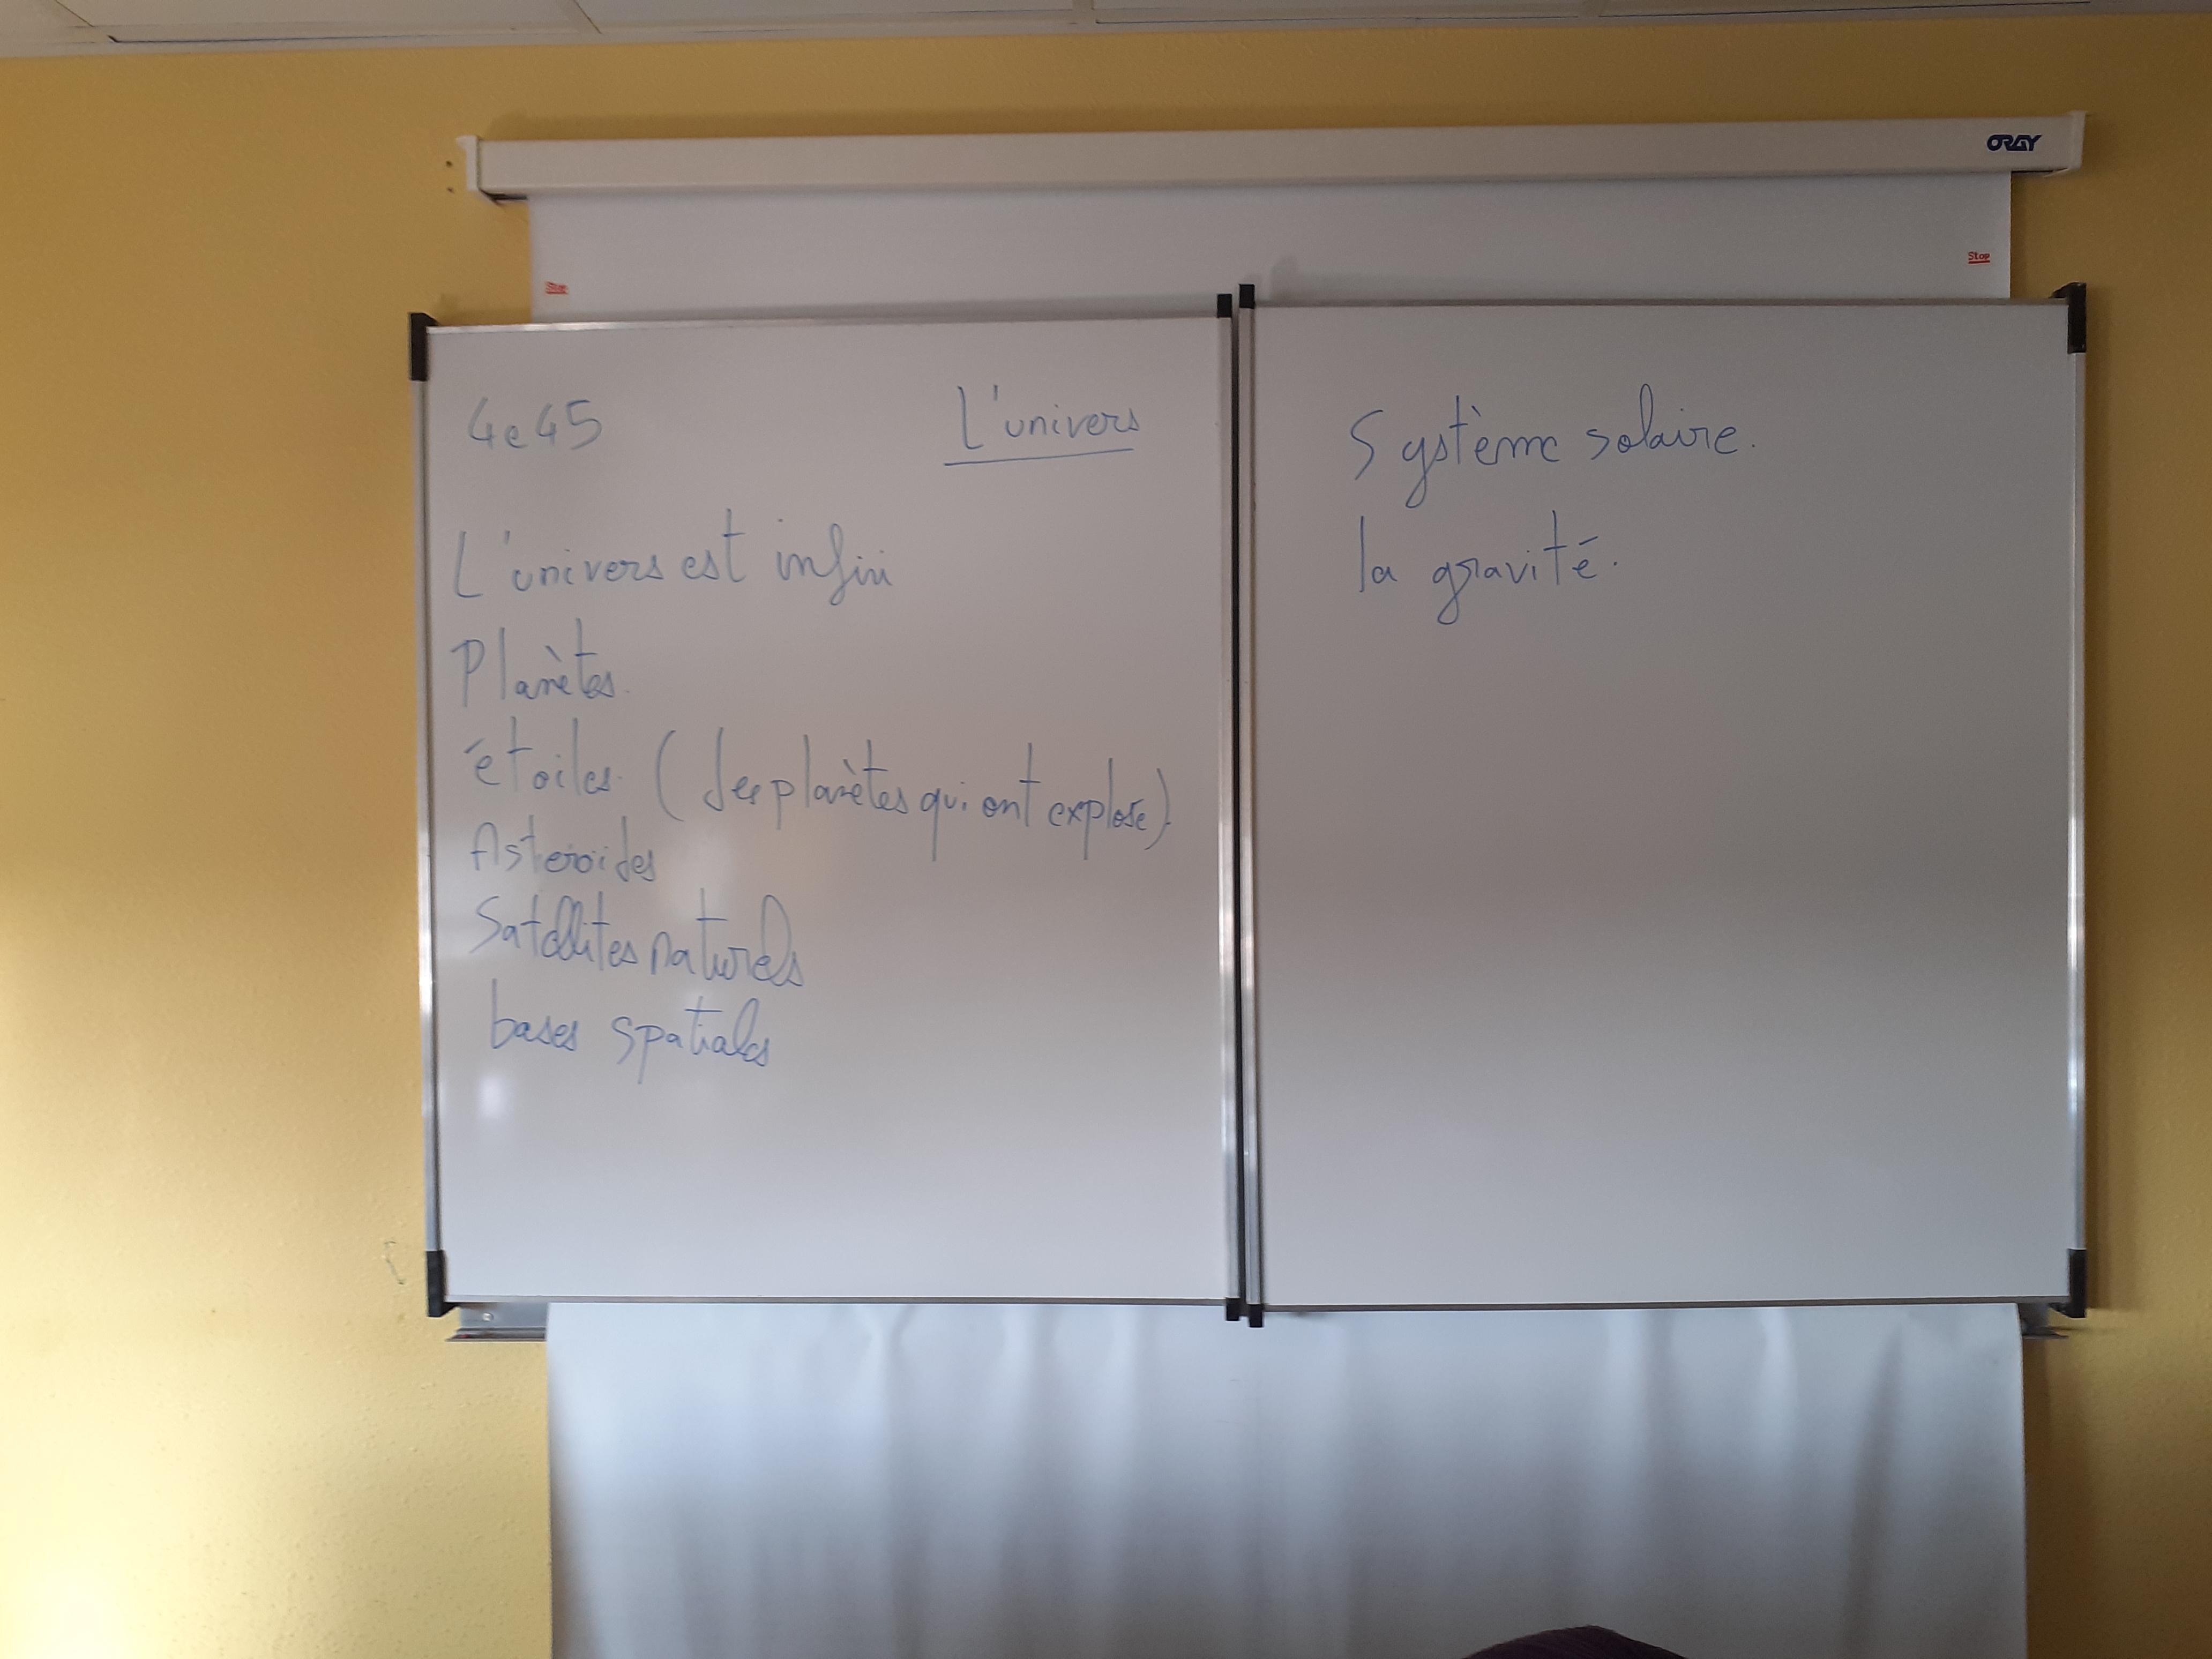 ORAY
Stop
Stop
4e45
L'univers
L'univers est infini
Planètes.
étoiles. (des planètes qui ont explosé).
Asteroïdes
Satellites naturels
bases spatiales
Système solaire.
la gravité.